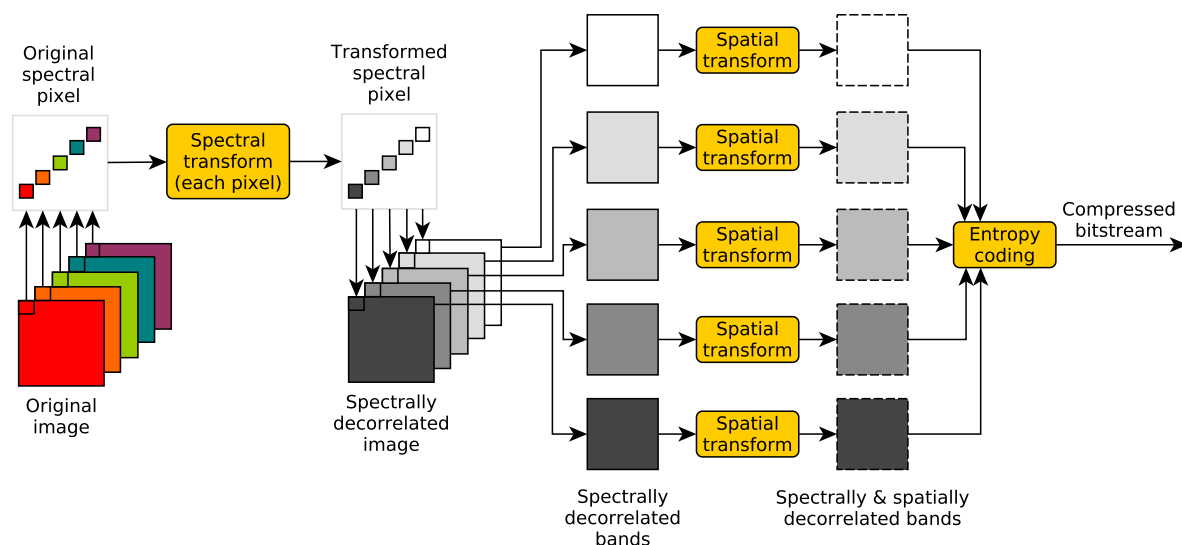 Original
spectral
pixel
Spectral
transform
(each pixel)
Transformed
spectral
pixel
Original
image
Spectrally
decorrelated
image
Spatial
transform
Spatial
transform
Spatial
transform
Spatial
transform
Spatial
transform
Spectrally
decorrelated
bands
Spectrally & spatially
decorrelated bands
Entropy
coding
Compressed
bitstream